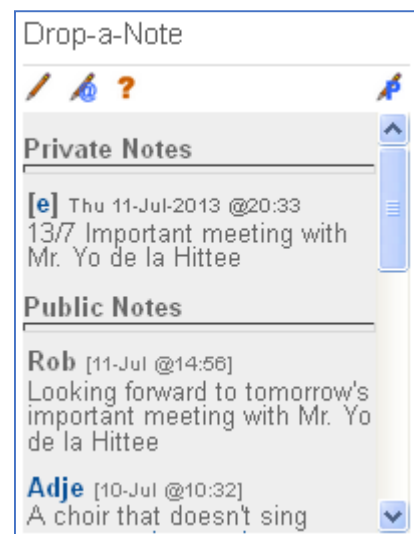 Drop-a-Note
@ ? P
Private Notes
[e] Thu 11-Jul-2013 @20:33
13/7 Important meeting with
Mr. Yo de la Hittee
Public Notes
Rob [11-Jul @14:56]
Looking forward to tomorrow's
important meeting with Mr. Yo
de la Hittee
Adje [10-Jul @10:32]
A choir that doesn't sing